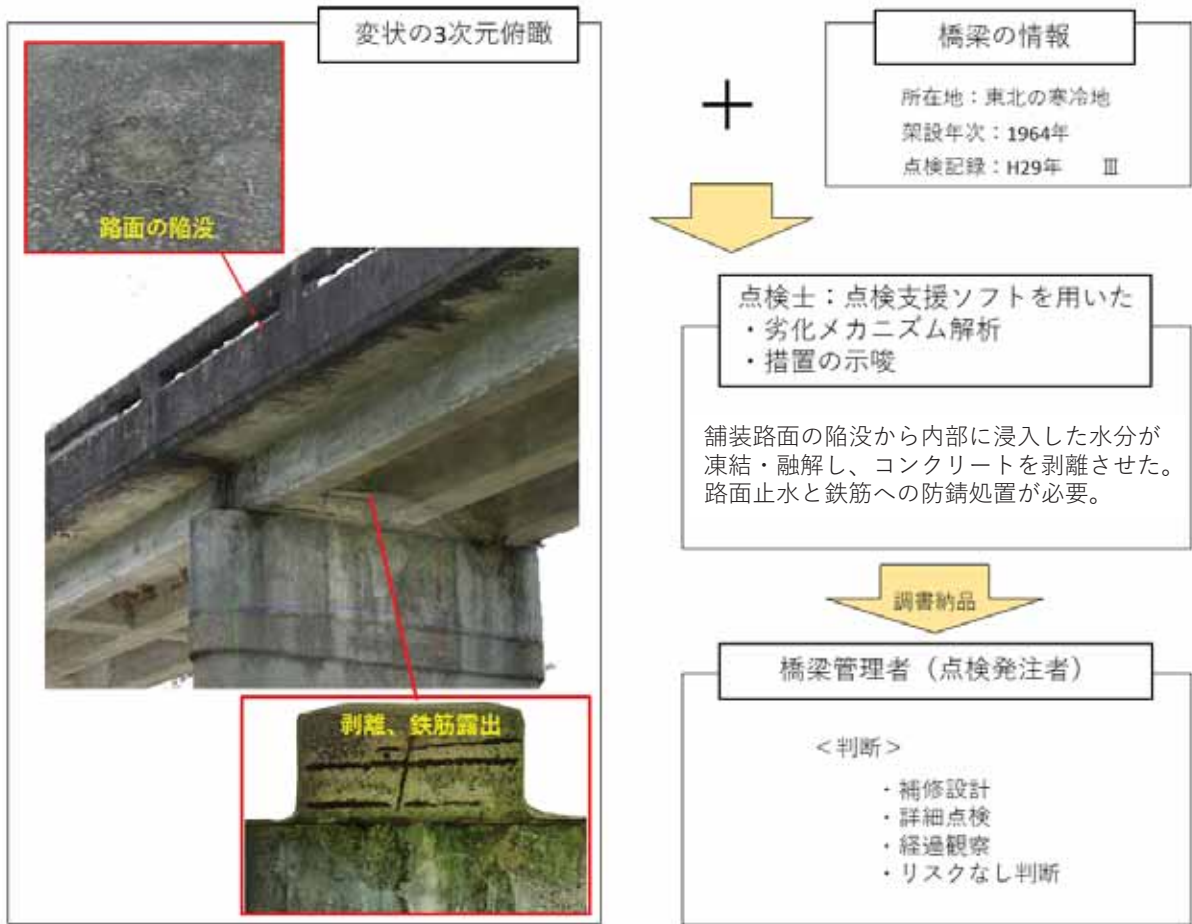 変状の3次元俯瞰
路面の陥没
剥離、鉄筋露出
＋
橋梁の情報
所在地：東北の寒冷地
架設年次：1964年
点検記録：H29年　Ⅲ
点検士：点検支援ソフトを用いた
・劣化メカニズム解析
・措置の示唆
舗装路面の陥没から内部に浸入した水分が
凍結・融解し、コンクリートを剥離させた。
路面止水と鉄筋への防錆処置が必要。
調書納品
橋梁管理者（点検発注者）
＜判断＞
・補修設計
・詳細点検
・経過観察
・リスクなし判断